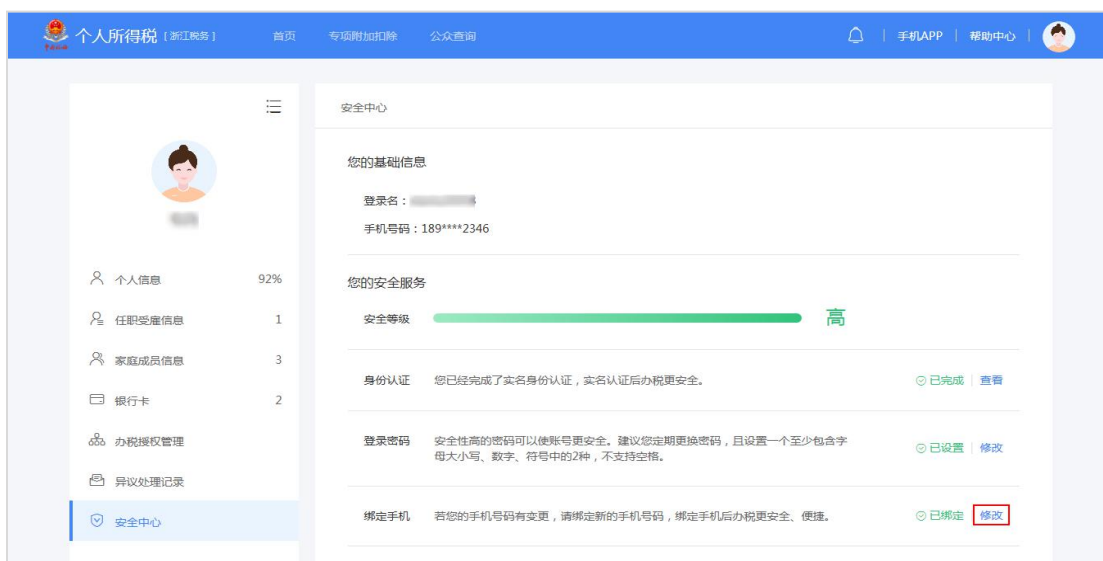 个人所得税 [ 浙江税务 ] 首页 专项附加扣除 公众查询 手机APP 帮助中心
安全中心
您的基础信息
登录名：
手机号码：189****2346
个人信息 92%
任职受雇信息 1
家庭成员信息 3
银行卡 2
办税授权管理
异议处理记录
安全中心
您的安全服务
安全等级 高
身份认证 您已经完成了实名身份认证，实名认证后办税更安全。 已完成 查看
登录密码 安全性高的密码可以使账号更安全。建议您定期更换密码，且设置一个至少包含字
母大小写、数字、符号中的2种，不支持空格。 已设置 修改
绑定手机 若您的手机号码有变更，请绑定新的手机号码，绑定手机后办税更安全、便捷。 已绑定 修改